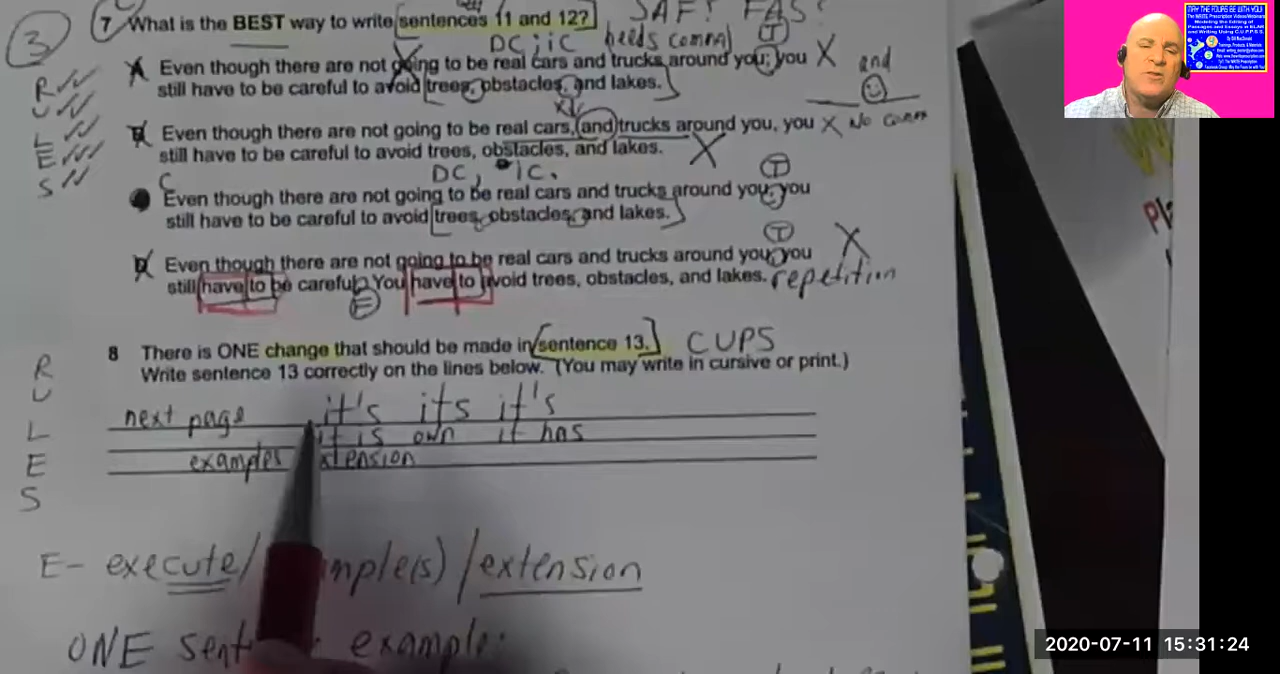 SAF? FAS?
3
7 What is the BEST way to write sentences 11 and 12?
DC, IC needs comma T
Even though there are not going to be real cars and trucks around you; you X and
still have to be careful to avoid trees, obstacles, and lakes.
R
U
L
E
S
Even though there are not going to be real cars, and trucks around you, you X No comma
still have to be careful to avoid trees, obstacles, and lakes. X
DC, IC. T
C
Even though there are not going to be real cars and trucks around you, you
still have to be careful to avoid trees, obstacles, and lakes.
T
Even though there are not going to be real cars and trucks around you, you X
still have to be careful. You have to avoid trees, obstacles, and lakes. repetition
E
8 There is ONE change that should be made in sentence 13. CUPS
Write sentence 13 correctly on the lines below. (You may write in cursive or print.)
R
U
L
E
S
next page it's its it's
it is own it has
examples
E- execute/ /extension
ONE
MAY THE FOURS BE WITH YOU!
2020-07-11 15:31:24